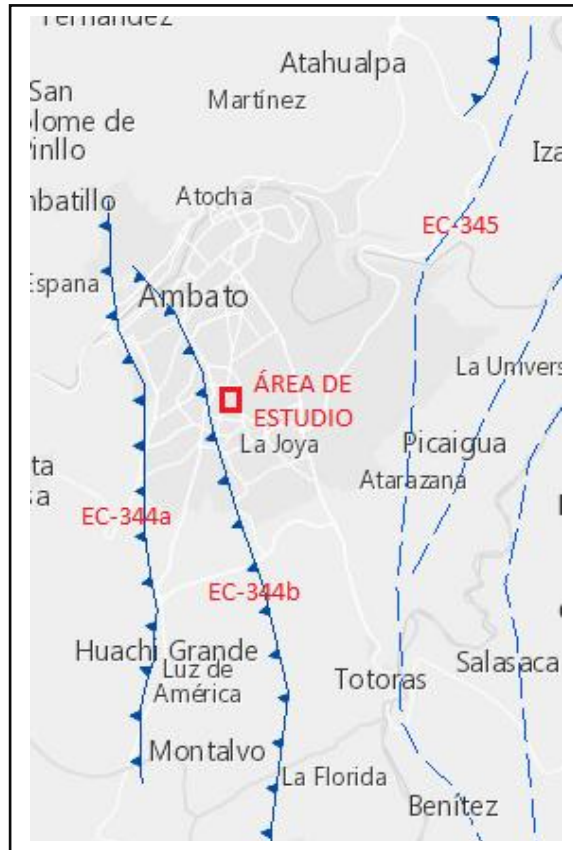 Atahualpa
Martínez
San
Atocha
EC-345
Espana
Ambato
ÁREA DE
ESTUDIO
La Univers
La Joya
Picaigua
Atarazana
EC-344a
EC-344b
Huachi Grande
Luz de
América
Totoras
Salasaca
Montalvo
La Florida
Benítez